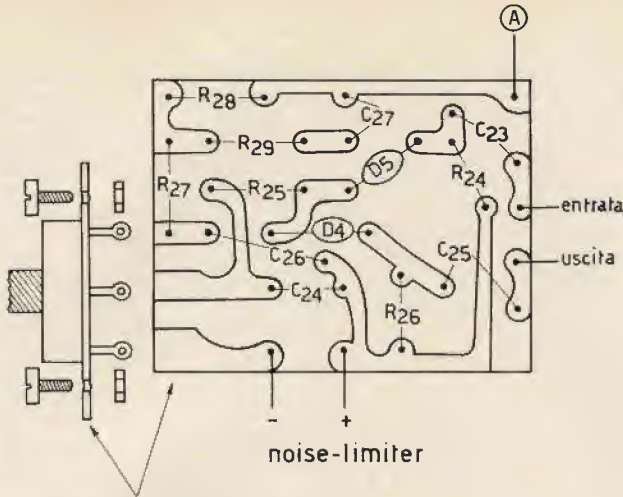 A
R28
C27
C23
R29
D5
R27
R25
R24
entrata
D4
uscita
C26
C25
C24
R26
- +
noise-limiter